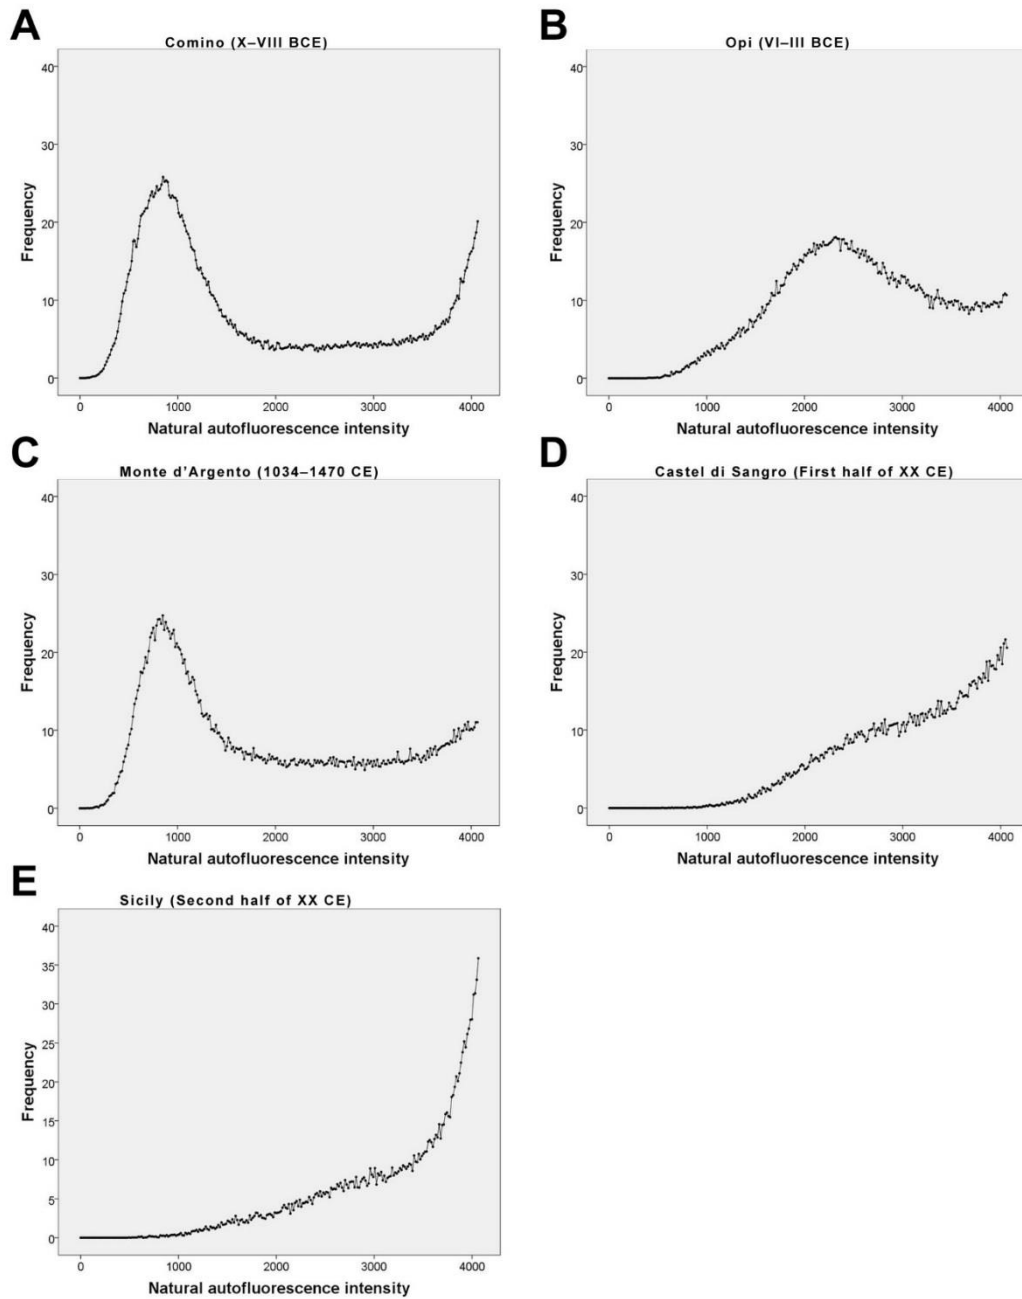 A
Comino (X–VIII BCE)
40
30
20
10
0
Frequency
0 1000 2000 3000 4000
Natural autofluorescence intensity
B
Opi (VI–III BCE)
40
30
20
10
0
Frequency
0 1000 2000 3000 4000
Natural autofluorescence intensity
C
Monte d'Argento (1034–1470 CE)
40
30
20
10
0
Frequency
0 1000 2000 3000 4000
Natural autofluorescence intensity
D
Castel di Sangro (First half of XX CE)
40
30
20
10
0
Frequency
0 1000 2000 3000 4000
Natural autofluorescence intensity
E
Sicily (Second half of XX CE)
40
35
30
25
20
15
10
5
0
Frequency
0 1000 2000 3000 4000
Natural autofluorescence intensity